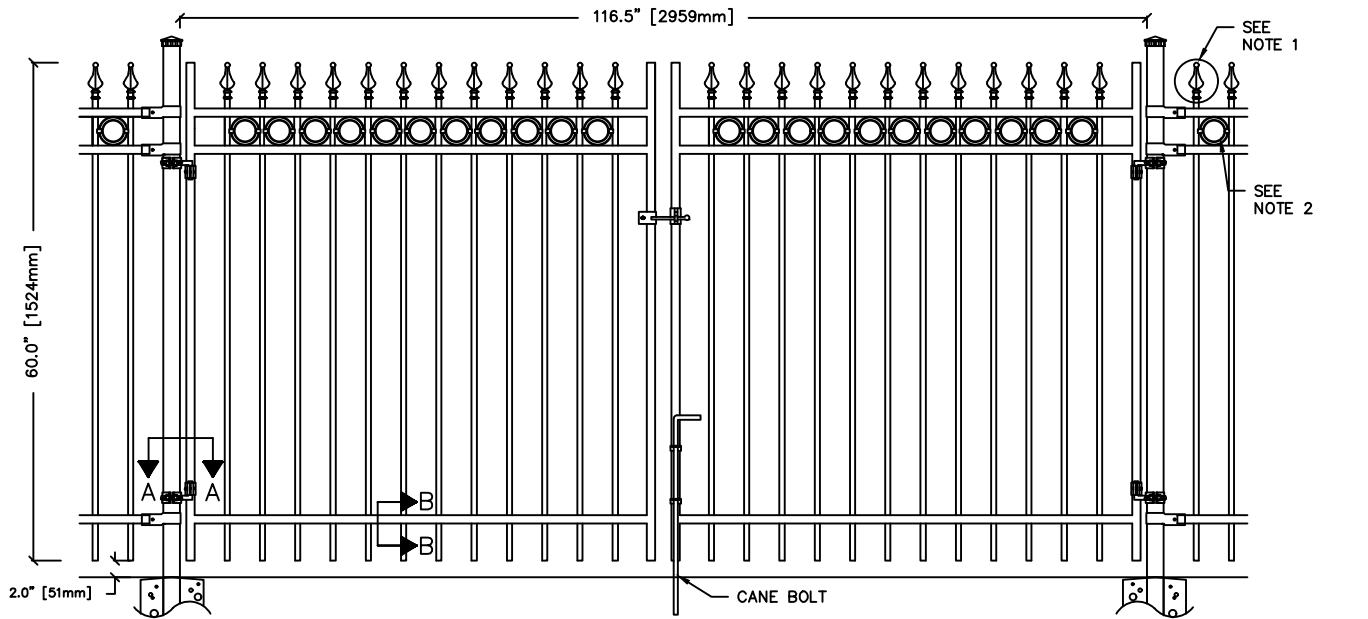 116.5" [2959mm]
SEE
NOTE 1
SEE
NOTE 2
60.0" [1524mm]
A
A
B
B
2.0" [51mm]
CANE BOLT